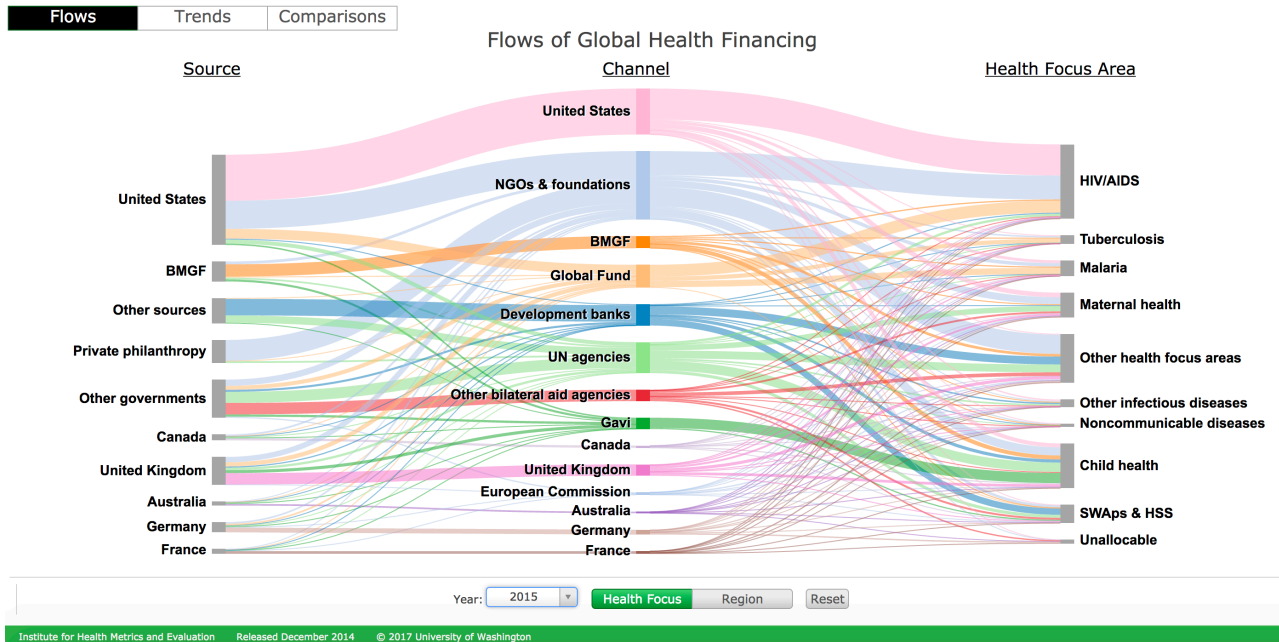 Flows Trends Comparisons
Flows of Global Health Financing
Source Channel Health Focus Area
United States
BMGF
Other sources
Private philanthropy
Other governments
Canada
United Kingdom
Australia
Germany
France
United States
NGOs & foundations
BMGF
Global Fund
Development banks
UN agencies
Other bilateral aid agencies
Gavi
Canada
United Kingdom
European Commission
Australia
Germany
France
HIV/AIDS
Tuberculosis
Malaria
Maternal health
Other health focus areas
Other infectious diseases
Noncommunicable diseases
Child health
SWAps & HSS
Unallocable
Year: 2015 Health Focus Region Reset
Institute for Health Metrics and Evaluation Released December 2014 © 2017 University of Washington